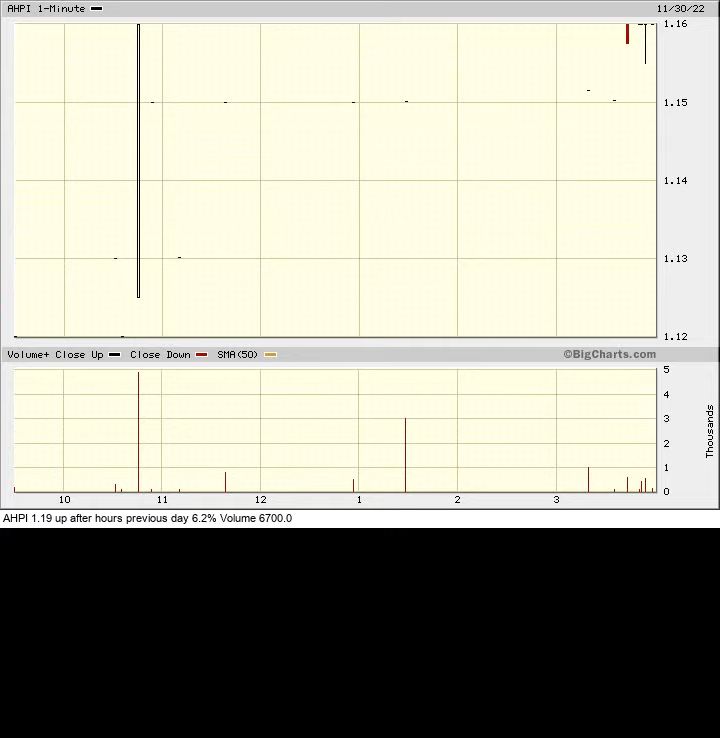 AHPI 1-Minute 11/30/22
1.16
1.15
1.14
1.13
1.12
Volume+ Close Up Close Down SMA(50) ©BigCharts.com
5
4
3
2
1
0
Thousands
10 11 12 1 2 3
AHPI 1.19 up after hours previous day 6.2% Volume 6700.0